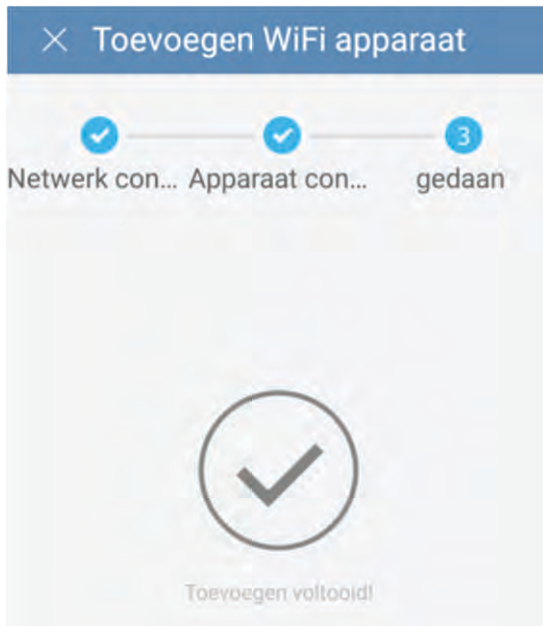 Toevoegen WiFi apparaat
3
Netwerk con... Apparaat con... gedaan
Toevoegen voltooid!